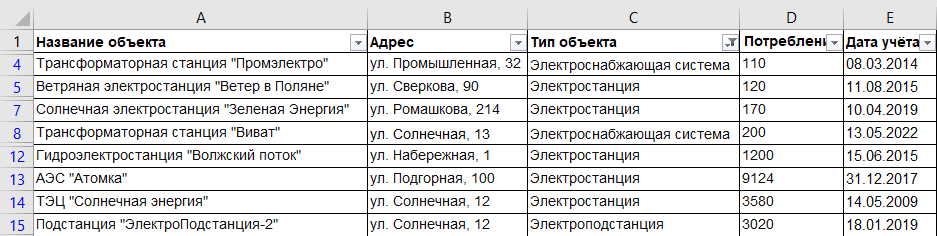 A B C D E
1 Название объекта Адрес Тип объекта Потреблени Дата учёта
4 Трансформаторная станция "Промэлектро" ул. Промышленная, 32 Электроснабжающая система 110 08.03.2014
5 Ветряная электростанция "Ветер в Поляне" ул. Сверкова, 90 Электростанция 120 11.08.2015
7 Солнечная электростанция "Зеленая Энергия" ул. Ромашкова, 214 Электростанция 170 10.04.2019
8 Трансформаторная станция "Виват" ул. Солнечная, 13 Электроснабжающая система 200 13.05.2022
12 Гидроэлектростанция "Волжский поток" ул. Набережная, 1 Электростанция 1200 15.06.2015
13 АЭС "Атомка" ул. Подгорная, 100 Электростанция 9124 31.12.2017
14 ТЭЦ "Солнечная энергия" ул. Солнечная, 12 Электростанция 3580 14.05.2009
15 Подстанция "ЭлектроПодстанция-2" ул. Солнечная, 12 Электроподстанция 3020 18.01.2019